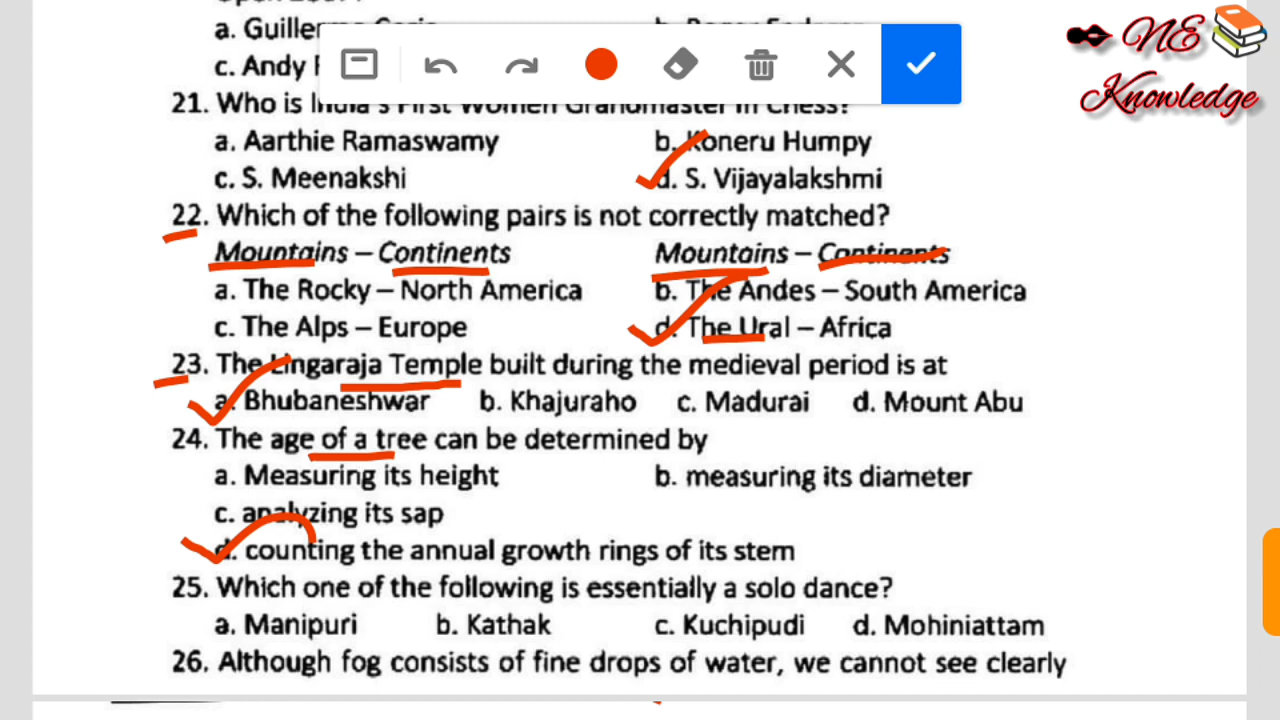 a. Guillermo
c. Andy
21. Who is India's First Women Grandmaster in Chess?
a. Aarthie Ramaswamy b. Koneru Humpy
c. S. Meenakshi d. S. Vijayalakshmi
22. Which of the following pairs is not correctly matched?
Mountains – Continents Mountains – Continents
a. The Rocky – North America b. The Andes – South America
c. The Alps – Europe d. The Ural – Africa
23. The Lingaraja Temple built during the medieval period is at
a. Bhubaneshwar b. Khajuraho c. Madurai d. Mount Abu
24. The age of a tree can be determined by
a. Measuring its height b. measuring its diameter
c. analyzing its sap
d. counting the annual growth rings of its stem
25. Which one of the following is essentially a solo dance?
a. Manipuri b. Kathak c. Kuchipudi d. Mohiniattam
26. Although fog consists of fine drops of water, we cannot see clearly
NE
Knowledge